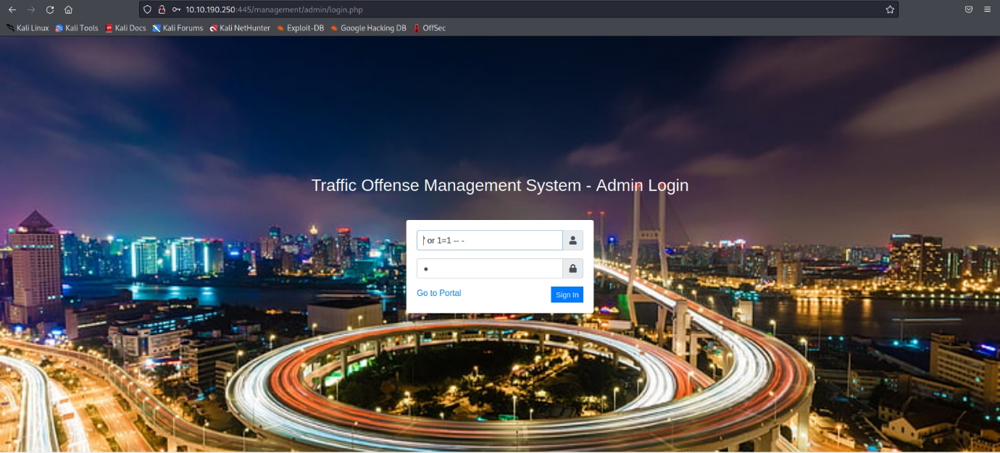 10.10.190.250:445/management/admin/login.php
Kali Linux Kali Tools Kali Docs Kali Forums Kali NetHunter Exploit-DB Google Hacking DB OffSec
Traffic Offense Management System - Admin Login
' or 1=1 -- -
Go to Portal Sign In